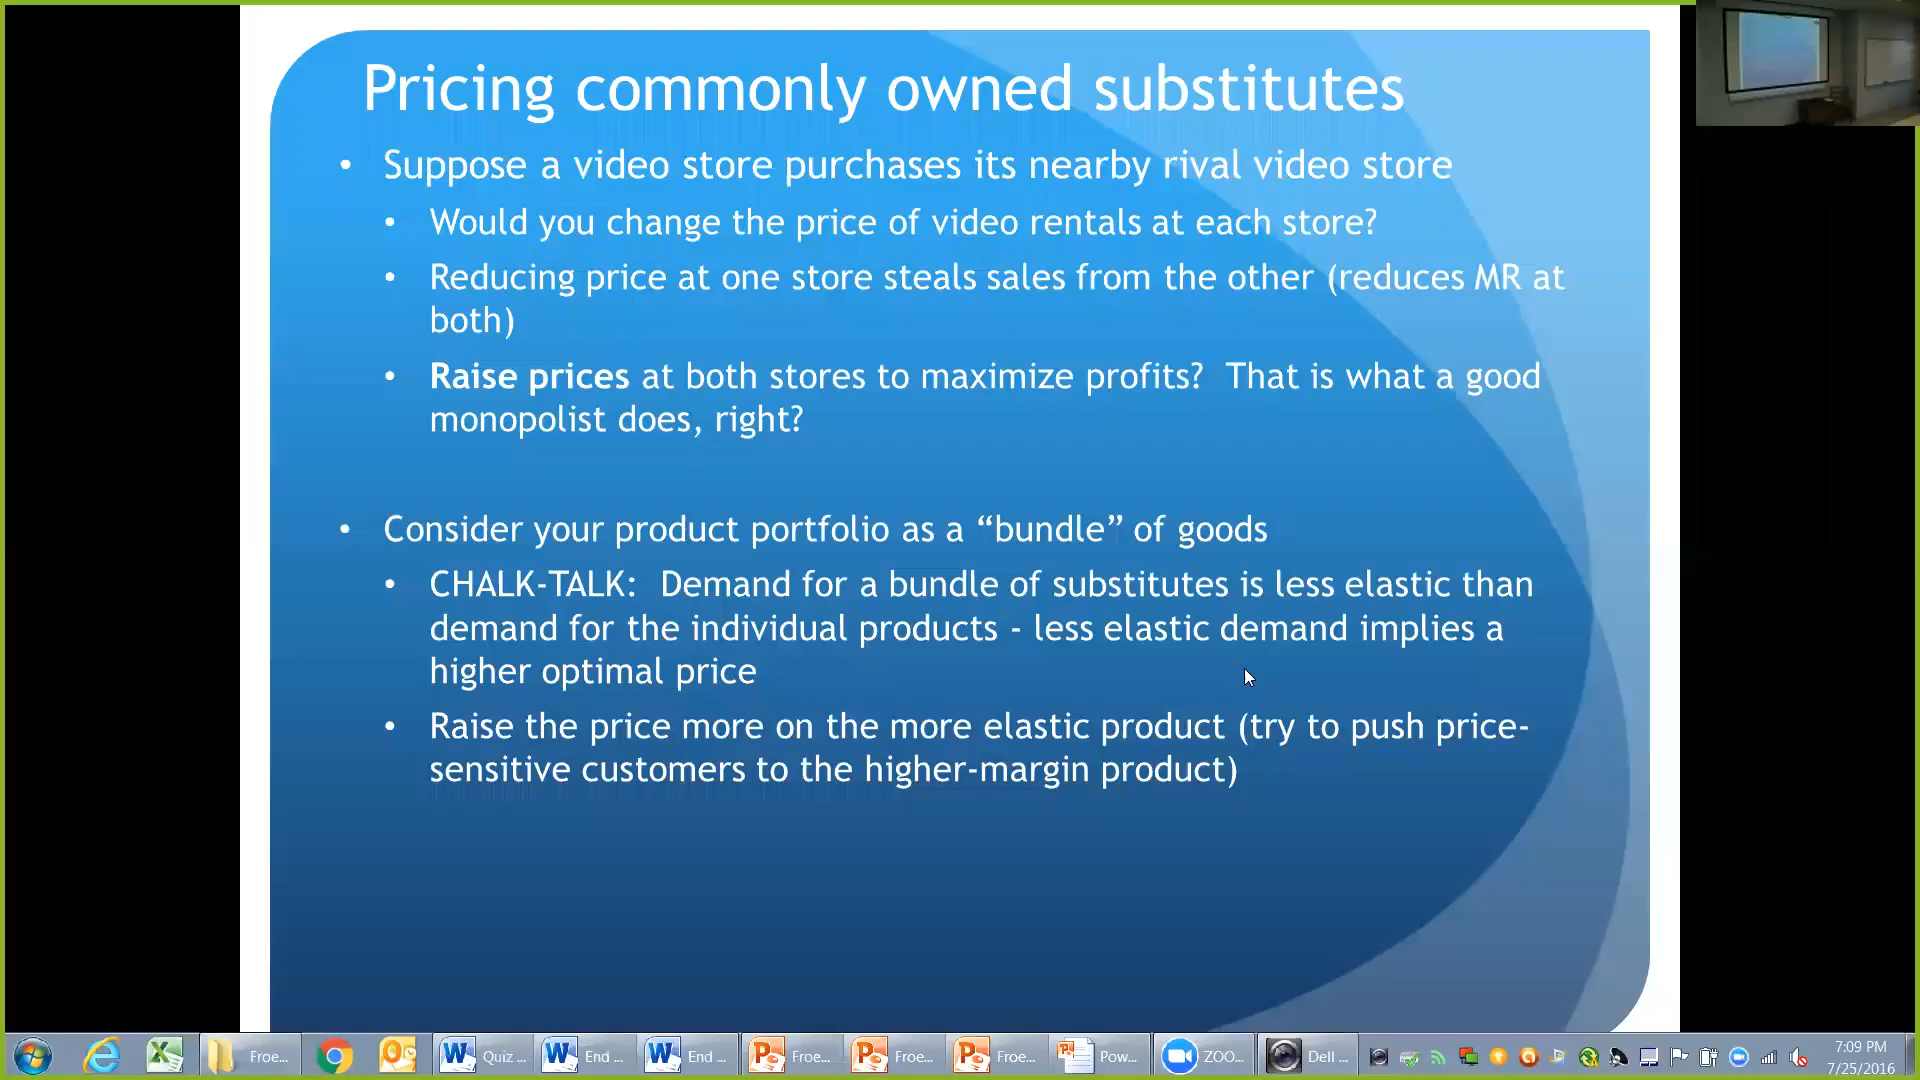 Pricing commonly owned substitutes
• Suppose a video store purchases its nearby rival video store
• Would you change the price of video rentals at each store?
• Reducing price at one store steals sales from the other (reduces MR at
both)
• Raise prices at both stores to maximize profits? That is what a good
monopolist does, right?
• Consider your product portfolio as a “bundle” of goods
• CHALK-TALK: Demand for a bundle of substitutes is less elastic than
demand for the individual products - less elastic demand implies a
higher optimal price
• Raise the price more on the more elastic product (try to push price-
sensitive customers to the higher-margin product)
Froe... Quiz ... End ... End ... Froe... Froe... Froe... Pow... ZOO... Dell ... 7:09 PM
7/25/2016